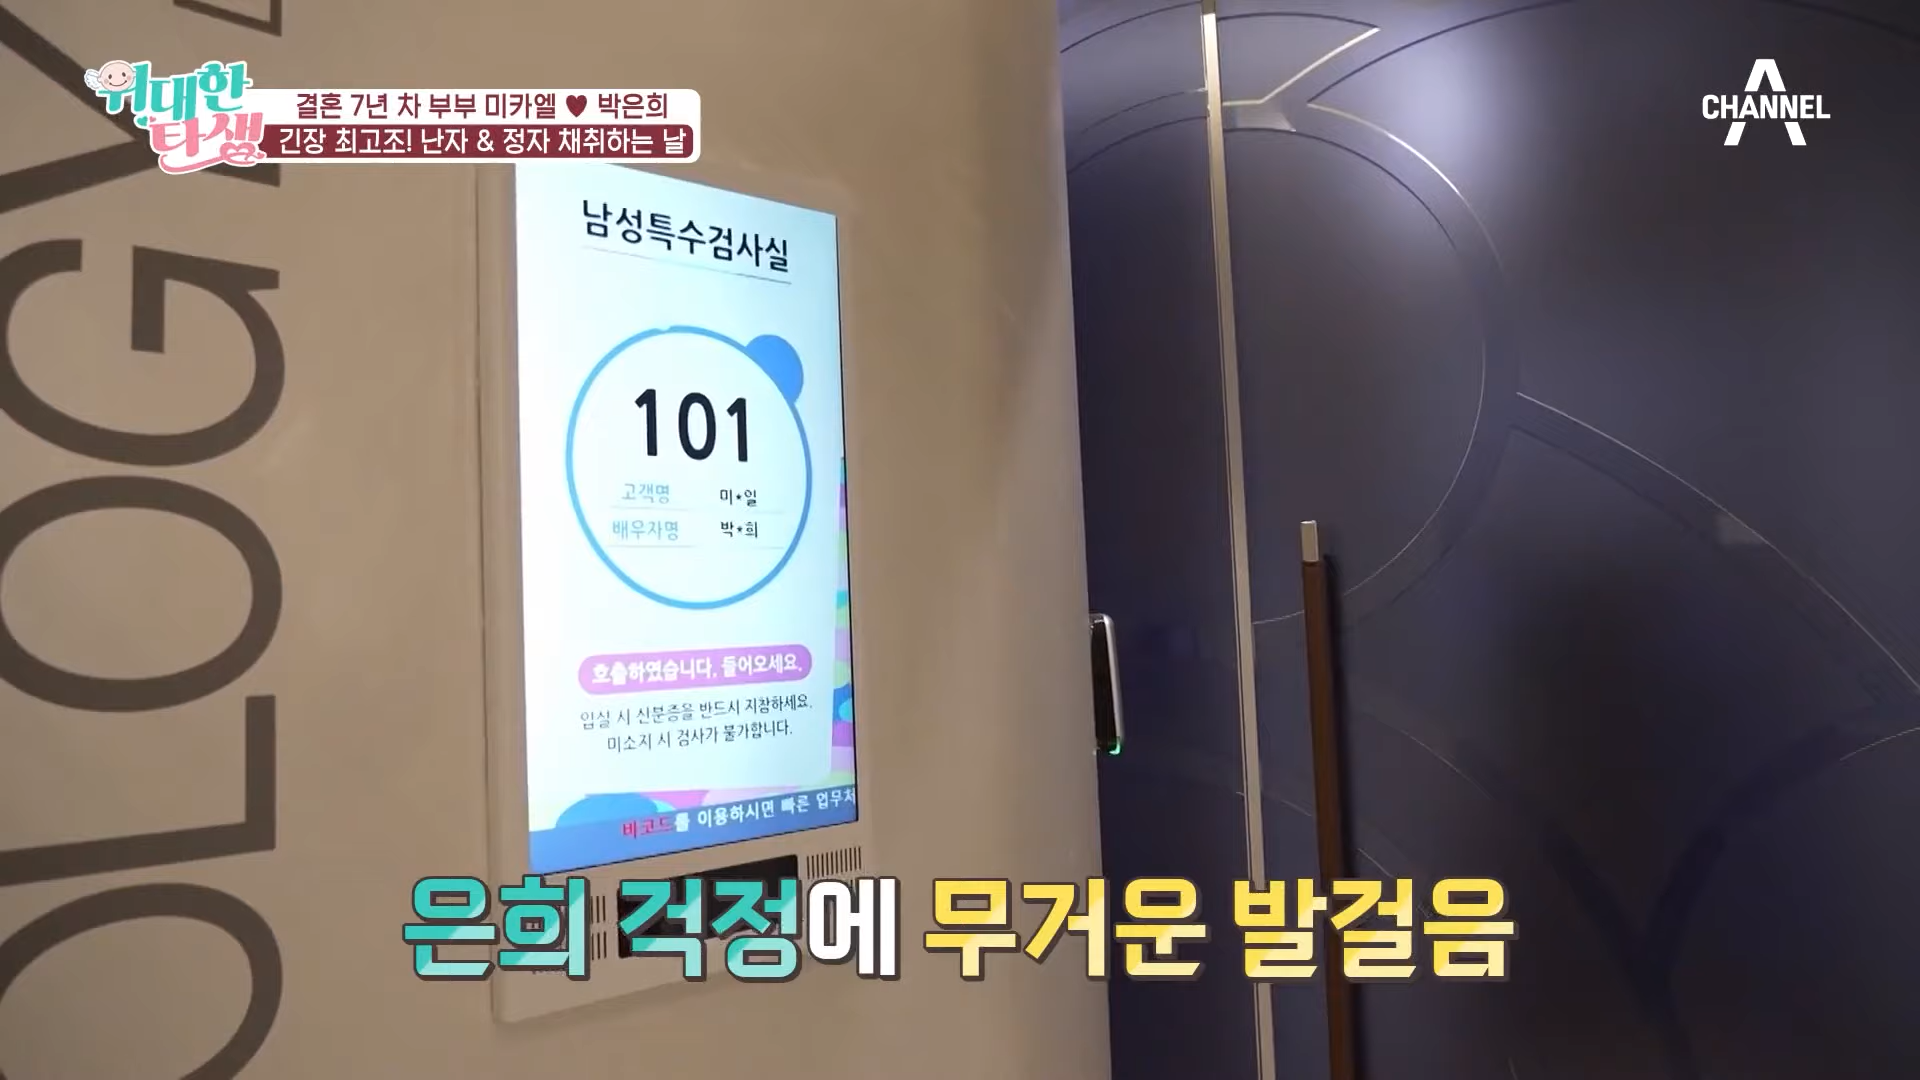 위대한
탄생
결혼 7년 차 부부 미카엘 ♥ 박은희
긴장 최고조! 난자 & 정자 채취하는 날
CHANNEL A
OLOGY
남성특수검사실
101
고객명 미*일
배우자명 박*희
호출하였습니다. 들어오세요.
입실 시 신분증을 반드시 지참하세요.
미소지 시 검사가 불가합니다.
비코드를 이용하시면 빠른 업무처
은희 걱정에 무거운 발걸음